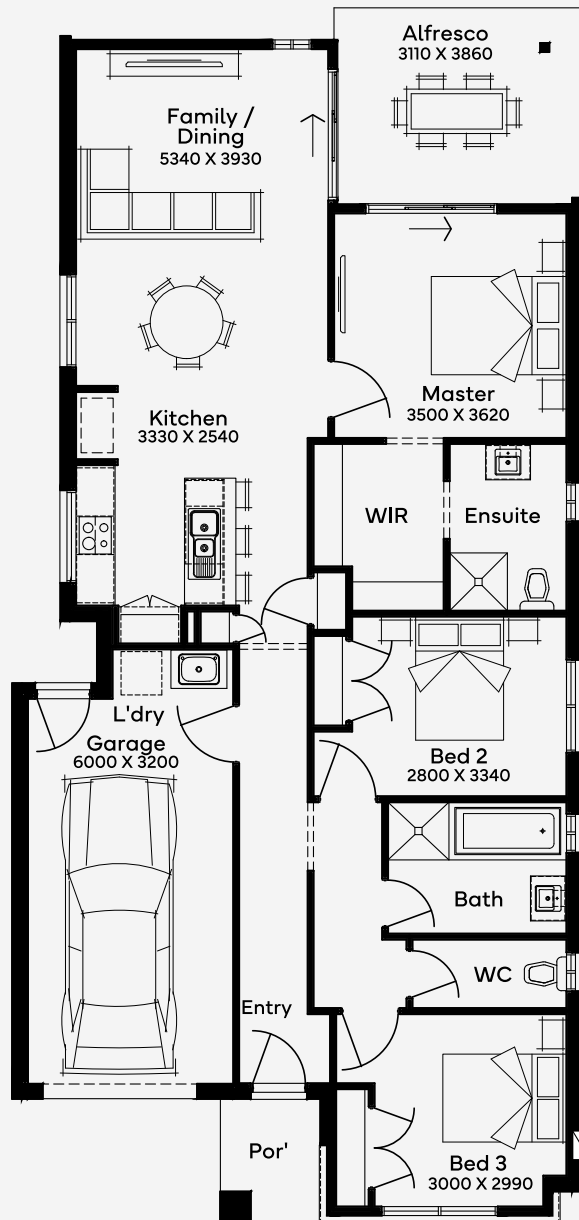 Alfresco
3110 X 3860
Family /
Dining
5340 X 3930
Master
3500 X 3620
Kitchen
3330 X 2540
WIR
Ensuite
L'dry
Garage
6000 X 3200
Bed 2
2800 X 3340
Bath
WC
Entry
Por'
Bed 3
3000 X 2990